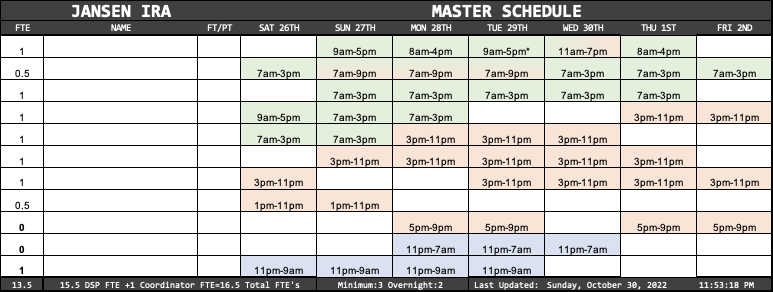 JANSEN IRA MASTER SCHEDULE
FTE NAME FT/PT SAT 26TH SUN 27TH MON 28TH TUE 29TH WED 30TH THU 1ST FRI 2ND
1 9am-5pm 8am-4pm 9am-5pm* 11am-7pm 8am-4pm
0.5 7am-3pm 7am-9pm 7am-9pm 7am-9pm 7am-3pm 7am-3pm 7am-3pm
1 7am-3pm 7am-3pm 7am-3pm 7am-3pm 7am-3pm
1 9am-5pm 7am-3pm 7am-3pm 3pm-11pm 3pm-11pm
1 7am-3pm 7am-3pm 3pm-11pm 3pm-11pm 3pm-11pm
1 3pm-11pm 3pm-11pm 3pm-11pm 3pm-11pm 3pm-11pm
1 3pm-11pm 3pm-11pm 3pm-11pm 3pm-11pm 3pm-11pm
0.5 1pm-11pm 1pm-11pm
0 5pm-9pm 5pm-9pm 5pm-9pm 5pm-9pm
0 11pm-7am 11pm-7am 11pm-7am
1 11pm-9am 11pm-9am 11pm-9am 11pm-9am
13.5 15.5 DSP FTE +1 Coordinator FTE=16.5 Total FTE's Minimum:3 Overnight:2 Last Updated: Sunday, October 30, 2022 11:53:18 PM